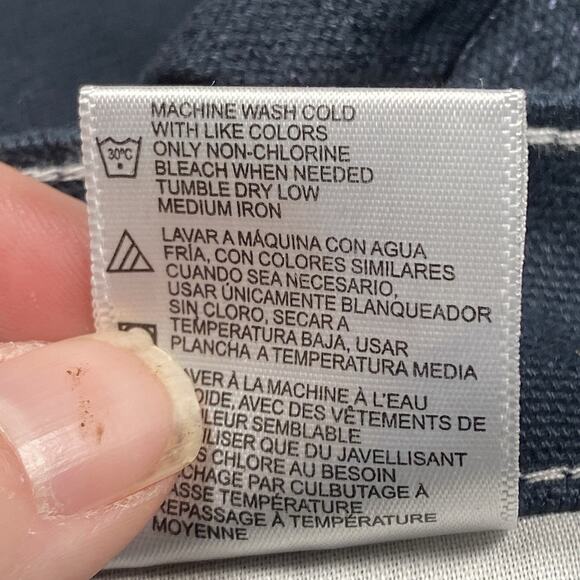 MACHINE WASH COLD
WITH LIKE COLORS
ONLY NON-CHLORINE
BLEACH WHEN NEEDED
TUMBLE DRY LOW
MEDIUM IRON
30°C
LAVAR A MÁQUINA CON AGUA
FRÍA, CON COLORES SIMILARES
CUANDO SEA NECESARIO,
USAR ÚNICAMENTE BLANQUEADOR
SIN CLORO, SECAR A
TEMPERATURA BAJA, USAR
PLANCHA A TEMPERATURA MEDIA
À LA MACHINE À L'EAU
AVEC DES VÊTEMENTS DE
SEMBLABLE
QUE DU JAVELLISANT
CHLORE AU BESOIN
PAR CULBUTAGE À
TEMPÉRATURE
REPASSAGE À TEMPÉRATURE
MOYENNE